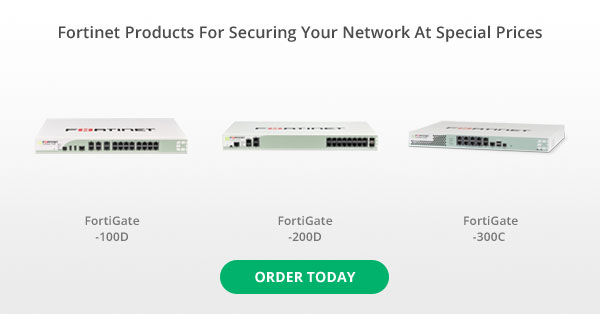 Fortinet Products For Securing Your Network At Special Prices
FORTINET FORTINET FORTINET
FortiGate FortiGate FortiGate
-100D -200D -300C
ORDER TODAY